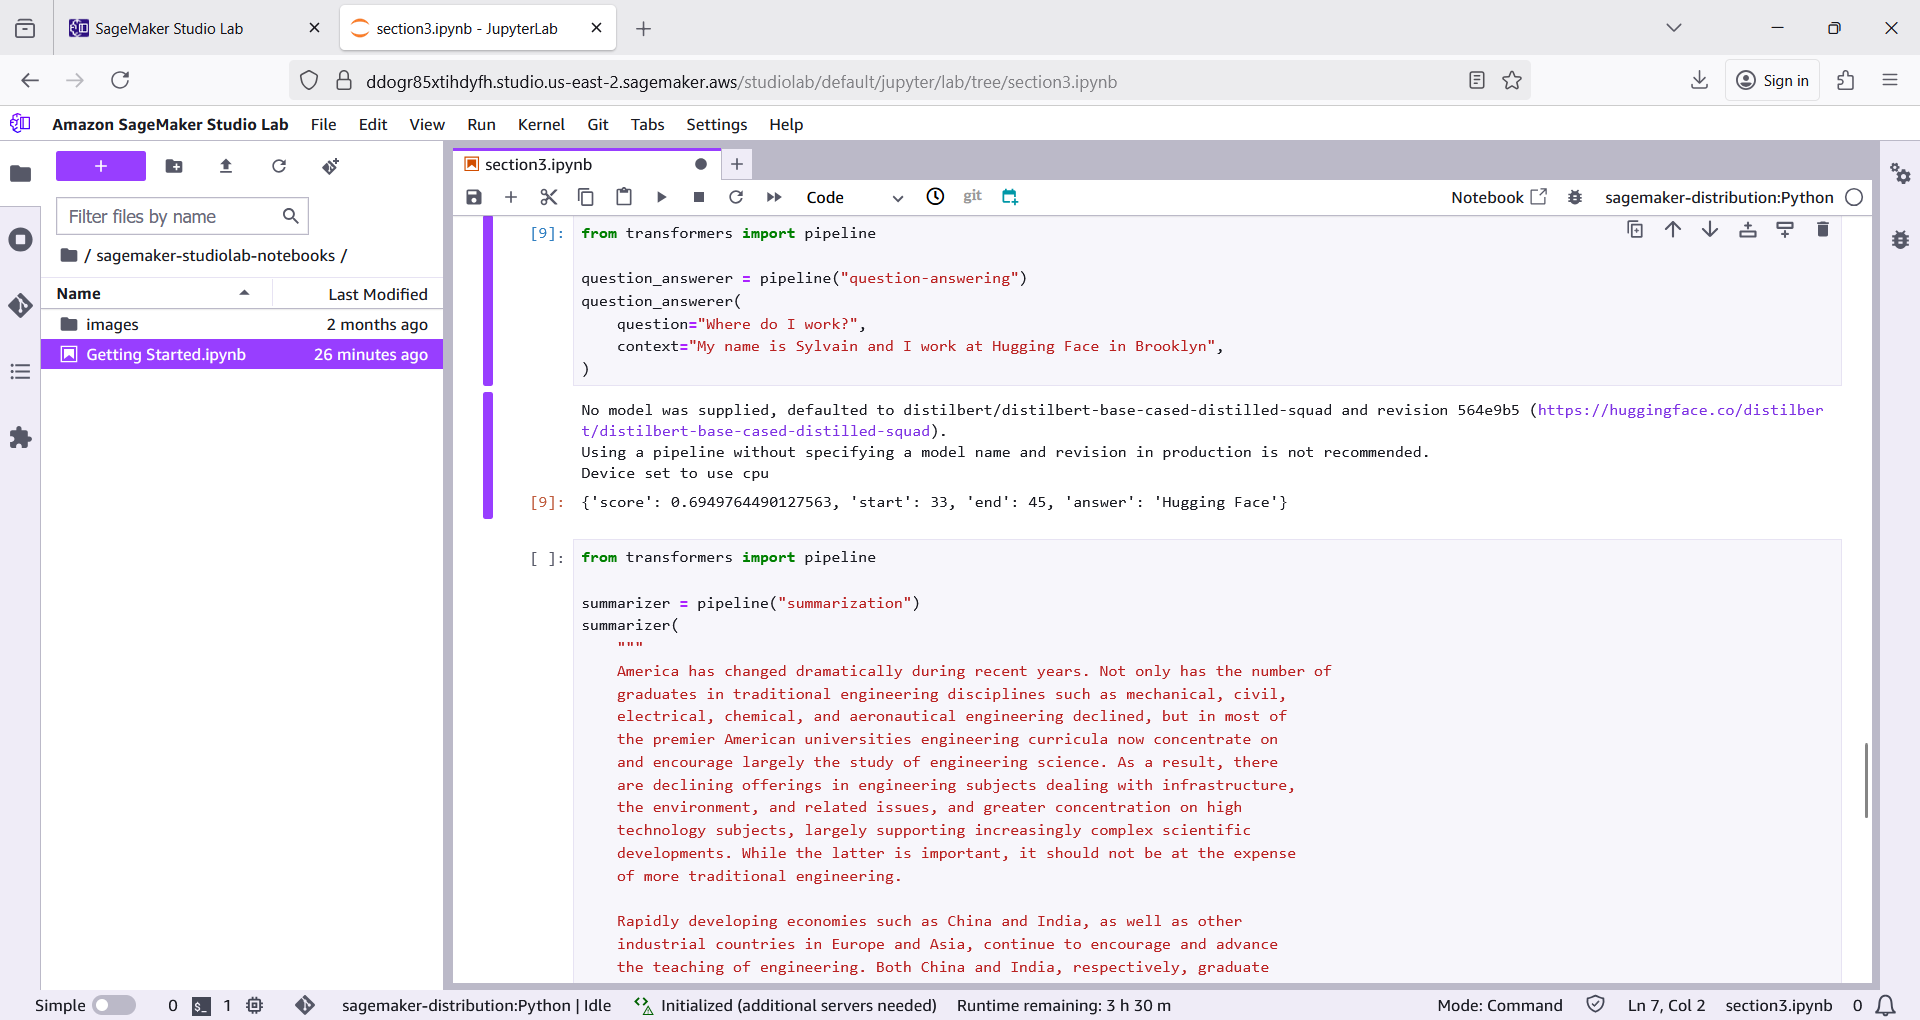 SageMaker Studio Lab
section3.ipynb - JupyterLab
ddogr85xtihdyfh.studio.us-east-2.sagemaker.aws/studiolab/default/jupyter/lab/tree/section3.ipynb
Sign in
Amazon SageMaker Studio Lab File Edit View Run Kernel Git Tabs Settings Help
Filter files by name
/ sagemaker-studiolab-notebooks /
Name Last Modified
images 2 months ago
Getting Started.ipynb 26 minutes ago
section3.ipynb
Code git Notebook sagemaker-distribution:Python
[9]: from transformers import pipeline
question_answerer = pipeline("question-answering")
question_answerer(
    question="Where do I work?",
    context="My name is Sylvain and I work at Hugging Face in Brooklyn",
)
No model was supplied, defaulted to distilbert/distilbert-base-cased-distilled-squad and revision 564e9b5 (https://huggingface.co/distilber
t/distilbert-base-cased-distilled-squad).
Using a pipeline without specifying a model name and revision in production is not recommended.
Device set to use cpu
[9]: {'score': 0.6949764490127563, 'start': 33, 'end': 45, 'answer': 'Hugging Face'}
[ ]: from transformers import pipeline
summarizer = pipeline("summarization")
summarizer(
    """
    America has changed dramatically during recent years. Not only has the number of
    graduates in traditional engineering disciplines such as mechanical, civil,
    electrical, chemical, and aeronautical engineering declined, but in most of
    the premier American universities engineering curricula now concentrate on
    and encourage largely the study of engineering science. As a result, there
    are declining offerings in engineering subjects dealing with infrastructure,
    the environment, and related issues, and greater concentration on high
    technology subjects, largely supporting increasingly complex scientific
    developments. While the latter is important, it should not be at the expense
    of more traditional engineering.
    Rapidly developing economies such as China and India, as well as other
    industrial countries in Europe and Asia, continue to encourage and advance
    the teaching of engineering. Both China and India, respectively, graduate
Simple 0 $_ 1 sagemaker-distribution:Python | Idle Initialized (additional servers needed) Runtime remaining: 3 h 30 m Mode: Command Ln 7, Col 2 section3.ipynb 0